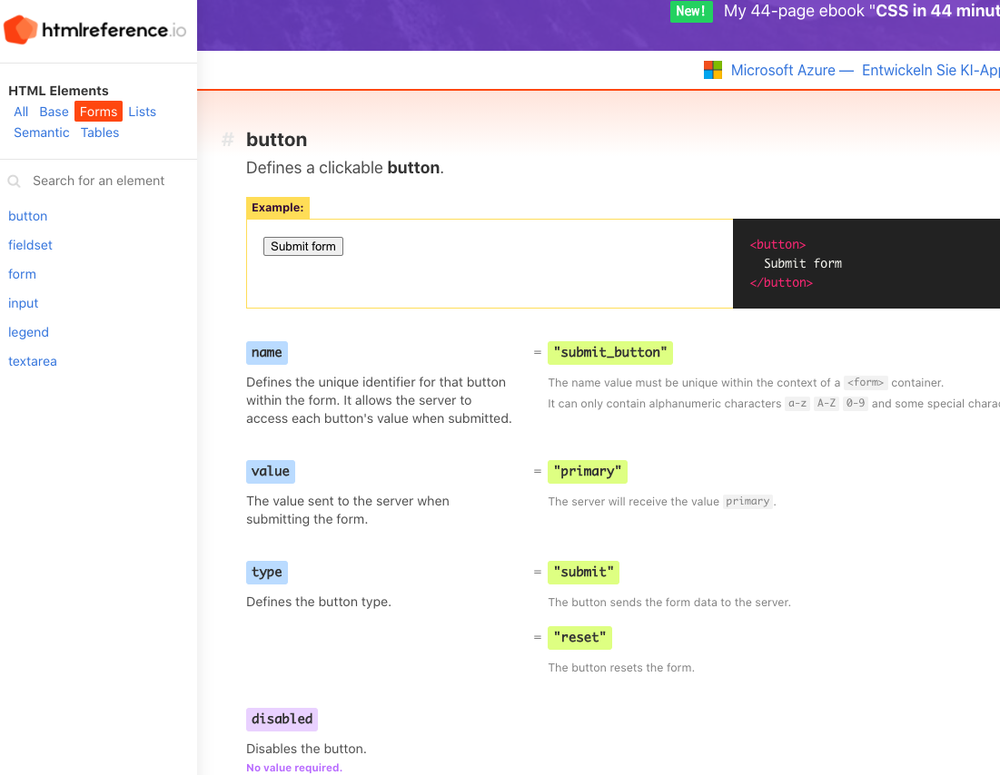 htmlreference.io
New! My 44-page ebook "CSS in 44 minut
Microsoft Azure — Entwickeln Sie KI-App
HTML Elements
All Base Forms Lists
Semantic Tables
Search for an element
button
fieldset
form
input
legend
textarea
# button
Defines a clickable button.
Example:
Submit form
<button>
Submit form
</button>
name
Defines the unique identifier for that button
within the form. It allows the server to
access each button's value when submitted.
= "submit_button"
The name value must be unique within the context of a <form> container.
It can only contain alphanumeric characters a-z A-Z 0-9 and some special charac
value
The value sent to the server when
submitting the form.
= "primary"
The server will receive the value primary.
type
Defines the button type.
= "submit"
The button sends the form data to the server.
= "reset"
The button resets the form.
disabled
Disables the button.
No value required.